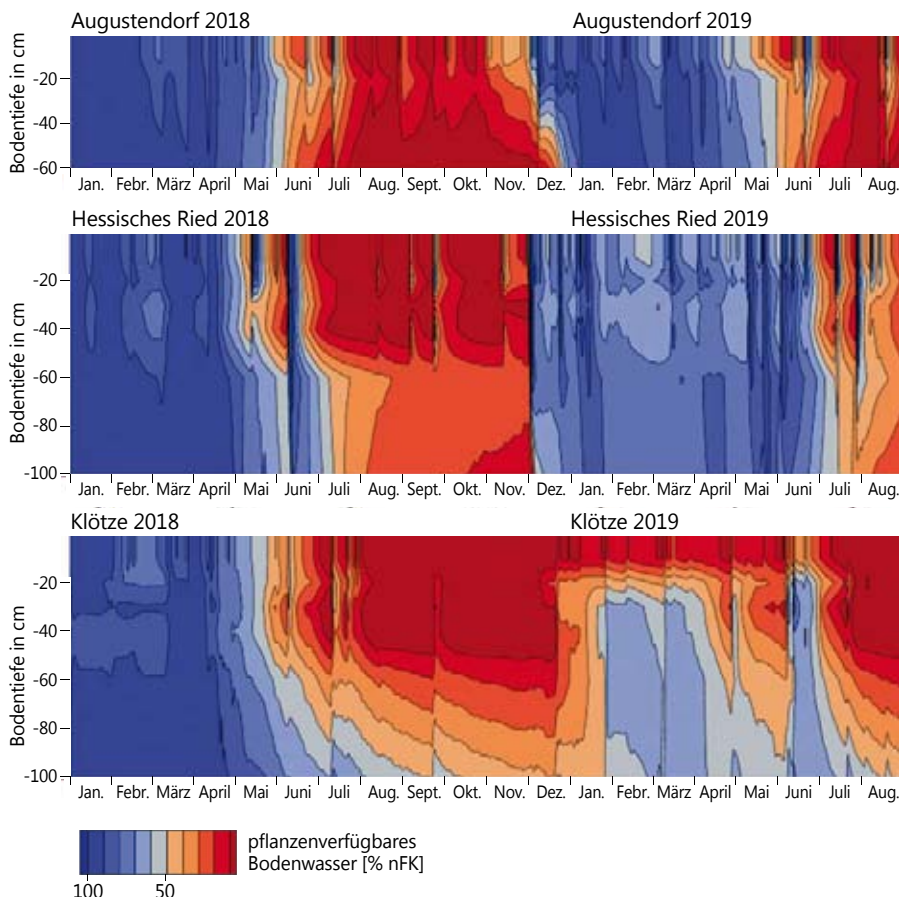 Augustendorf 2018
Augustendorf 2019
Bodentiefe in cm
-20
-40
-60
Jan. Febr. März April Mai Juni Juli Aug. Sept. Okt. Nov. Dez. Jan. Febr. März April Mai Juni Juli Aug.
Hessisches Ried 2018
Hessisches Ried 2019
Bodentiefe in cm
-20
-40
-60
-80
-100
Jan. Febr. März April Mai Juni Juli Aug. Sept. Okt. Nov. Dez. Jan. Febr. März April Mai Juni Juli Aug.
Klötze 2018
Klötze 2019
Bodentiefe in cm
-20
-40
-60
-80
-100
Jan. Febr. März April Mai Juni Juli Aug. Sept. Okt. Nov. Dez. Jan. Febr. März April Mai Juni Juli Aug.
pflanzenverfügbares
Bodenwasser [% nFK]
100 50